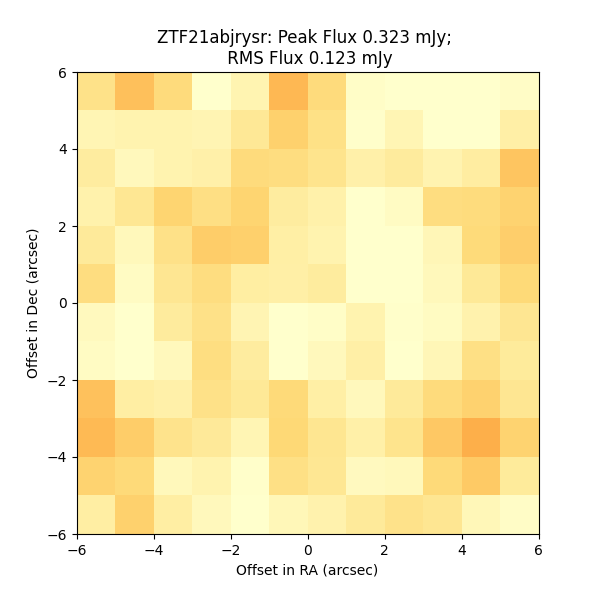 ZTF21abjrysr: Peak Flux 0.323 mJy;
RMS Flux 0.123 mJy
6
4
2
0
−2
−4
−6
Offset in Dec (arcsec)
−6 −4 −2 0 2 4 6
Offset in RA (arcsec)